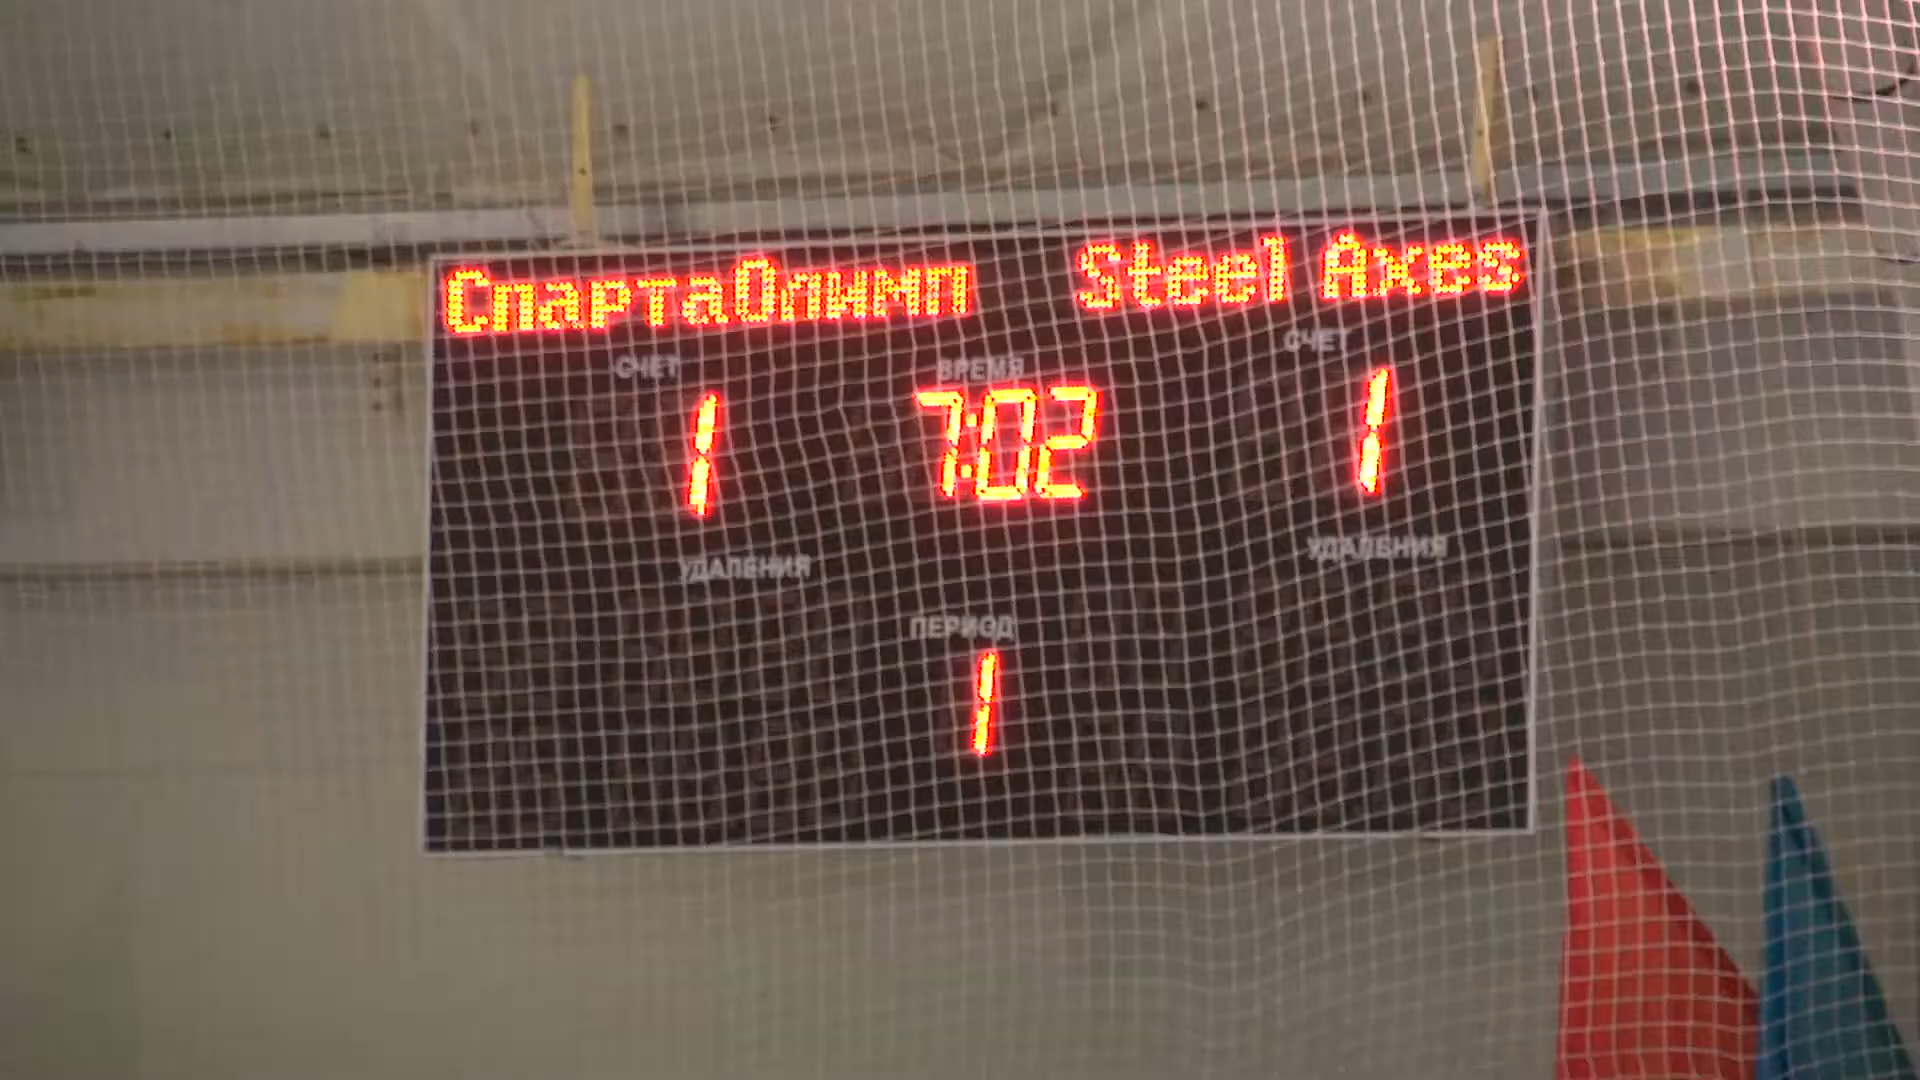 СпартаОлимп Steel Axes
СЧЕТ ВРЕМЯ СЧЕТ
1 7:02 1
УДАЛЕНИЯ УДАЛЕНИЯ
ПЕРИОД
1